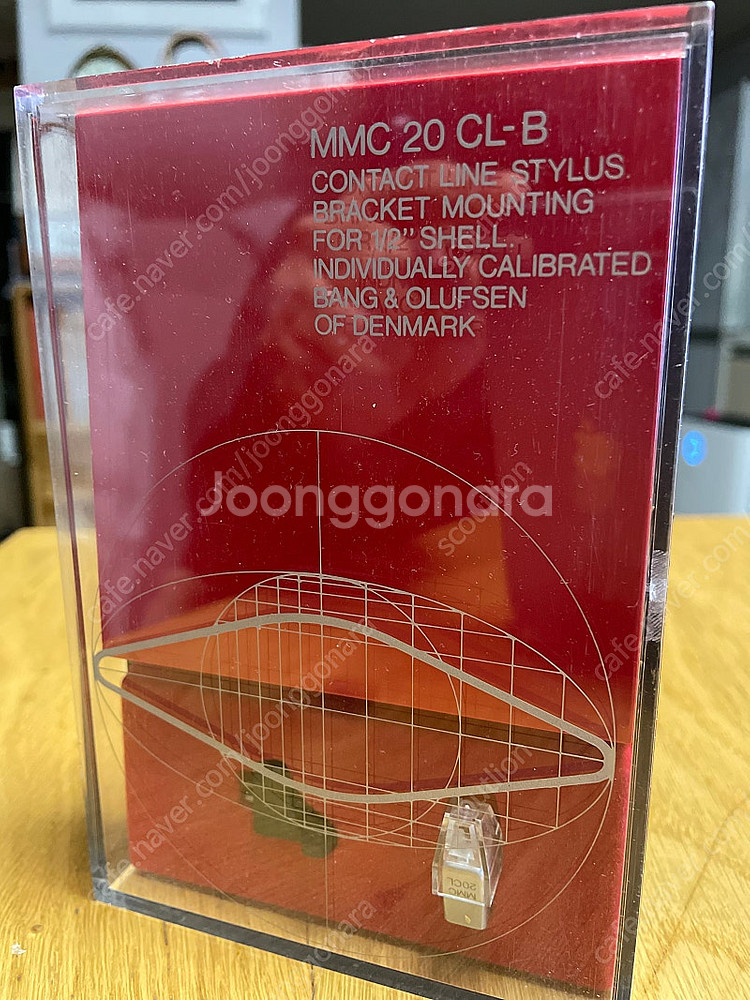 MMC 20 CL-B
CONTACT LINE STYLUS.
BRACKET MOUNTING
FOR 1/2" SHELL.
INDIVIDUALLY CALIBRATED
BANG & OLUFSEN
OF DENMARK
Joonggonara
cafe.naver.com/joonggonara
MMC
20CL